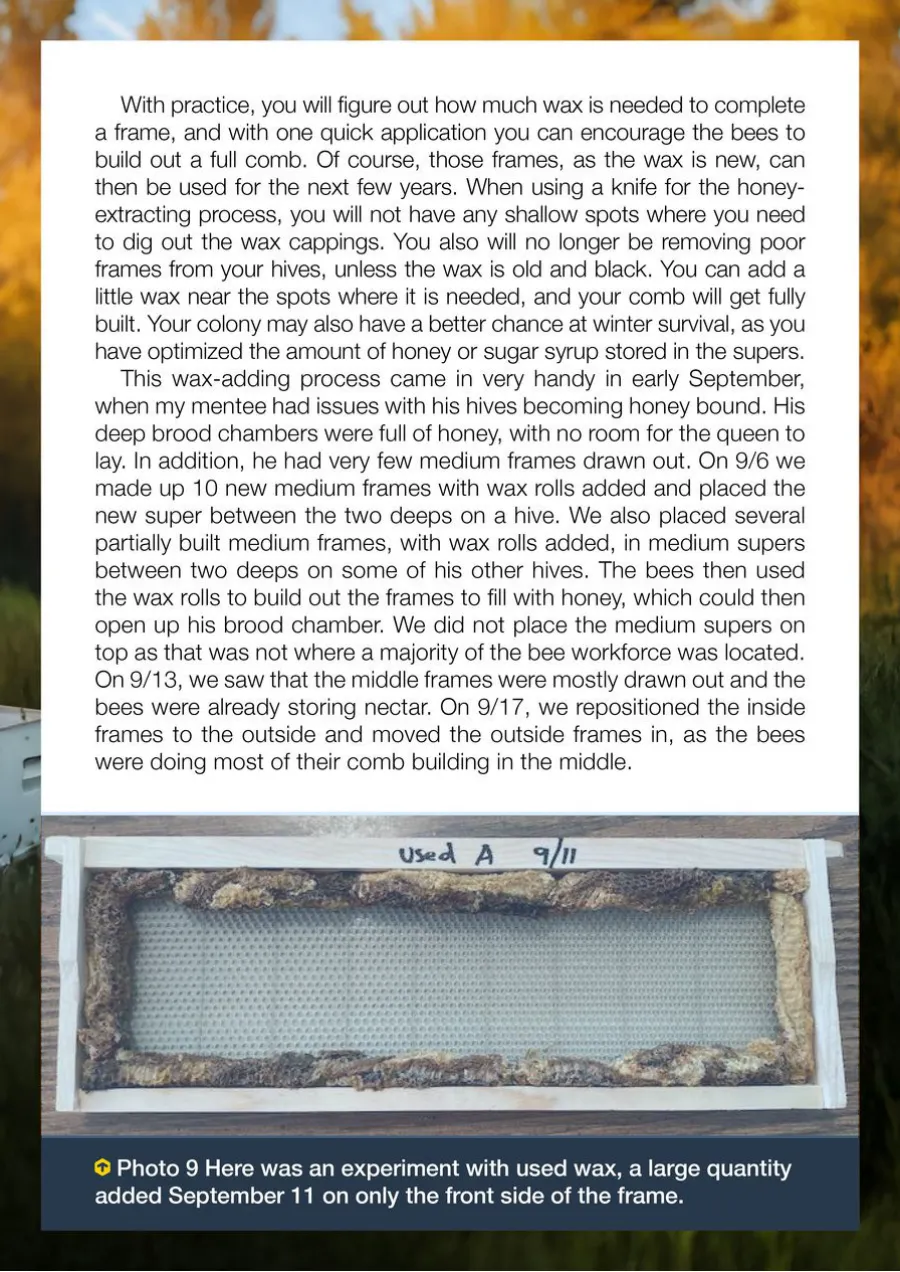 With practice, you will figure out how much wax is needed to complete
a frame, and with one quick application you can encourage the bees to
build out a full comb. Of course, those frames, as the wax is new, can
then be used for the next few years. When using a knife for the honey-
extracting process, you will not have any shallow spots where you need
to dig out the wax cappings. You also will no longer be removing poor
frames from your hives, unless the wax is old and black. You can add a
little wax near the spots where it is needed, and your comb will get fully
built. Your colony may also have a better chance at winter survival, as you
have optimized the amount of honey or sugar syrup stored in the supers.
This wax-adding process came in very handy in early September,
when my mentee had issues with his hives becoming honey bound. His
deep brood chambers were full of honey, with no room for the queen to
lay. In addition, he had very few medium frames drawn out. On 9/6 we
made up 10 new medium frames with wax rolls added and placed the
new super between the two deeps on a hive. We also placed several
partially built medium frames, with wax rolls added, in medium supers
between two deeps on some of his other hives. The bees then used
the wax rolls to build out the frames to fill with honey, which could then
open up his brood chamber. We did not place the medium supers on
top as that was not where a majority of the bee workforce was located.
On 9/13, we saw that the middle frames were mostly drawn out and the
bees were already storing nectar. On 9/17, we repositioned the inside
frames to the outside and moved the outside frames in, as the bees
were doing most of their comb building in the middle.
used A 9/11
Photo 9 Here was an experiment with used wax, a large quantity
added September 11 on only the front side of the frame.